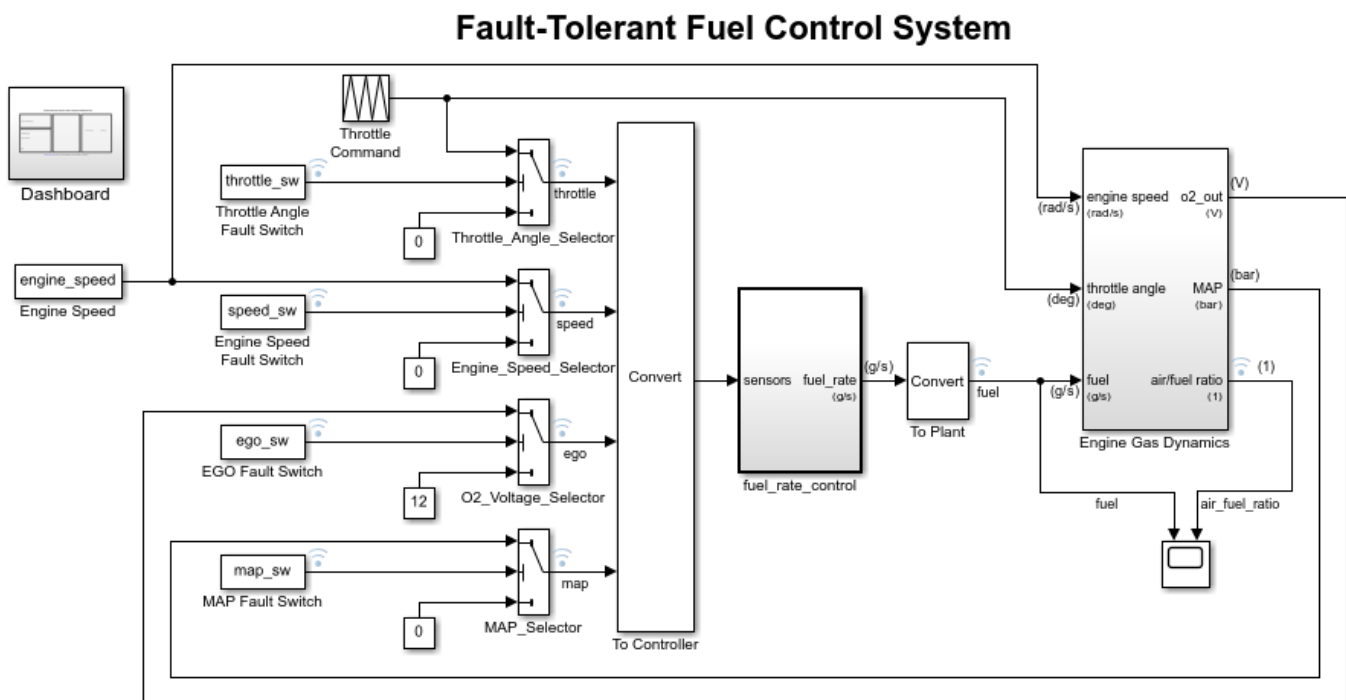 Fault-Tolerant Fuel Control System
Dashboard
Throttle
Command
throttle_sw
Throttle Angle
Fault Switch
0
throttle
Throttle_Angle_Selector
engine_speed
Engine Speed
speed_sw
Engine Speed
Fault Switch
0
speed
Engine_Speed_Selector
ego_sw
EGO Fault Switch
12
ego
O2_Voltage_Selector
map_sw
MAP Fault Switch
0
map
MAP_Selector
Convert
To Controller
sensors
fuel_rate
(g/s)
fuel_rate_control
(g/s)
Convert
To Plant
fuel
(rad/s)
(deg)
(g/s)
engine speed
(rad/s)
throttle angle
(deg)
fuel
(g/s)
o2_out
(V)
MAP
(bar)
air/fuel ratio
(1)
Engine Gas Dynamics
(V)
(bar)
(1)
fuel
air_fuel_ratio